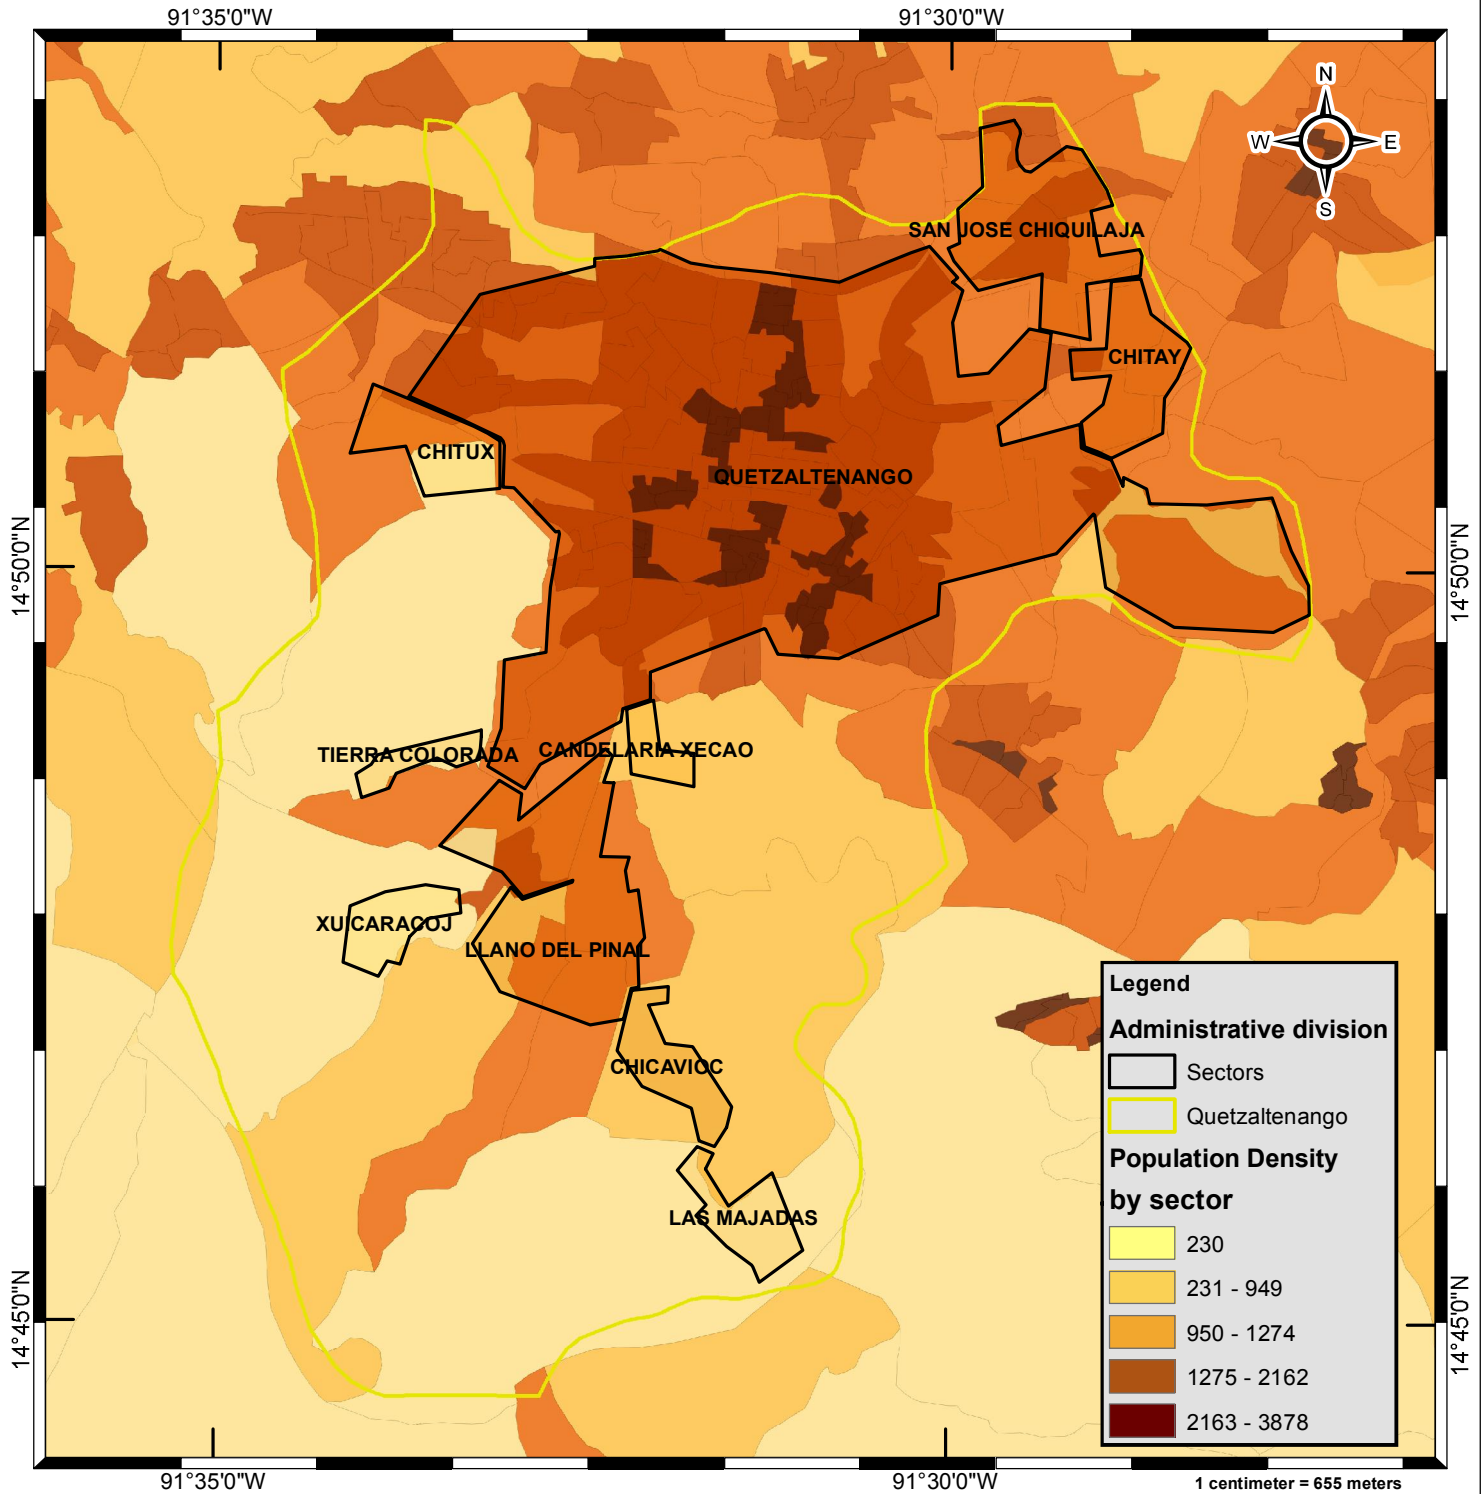 91°35'0"W
91°30'0"W
N
W
E
S
SAN JOSE CHIQUILAJA
CHITAY
CHITUX
QUETZALTENANGO
14°50'0"N
14°50'0"N
TIERRA COLORADA
CANDELARIA XECAO
XUICARACOJ
LLANO DEL PINAL
CHICAVIOC
LAS MAJADAS
Legend
Administrative division
Sectors
Quetzaltenango
Population Density
by sector
230
231 - 949
950 - 1274
1275 - 2162
2163 - 3878
14°45'0"N
14°45'0"N
91°35'0"W
91°30'0"W
1 centimeter = 655 meters